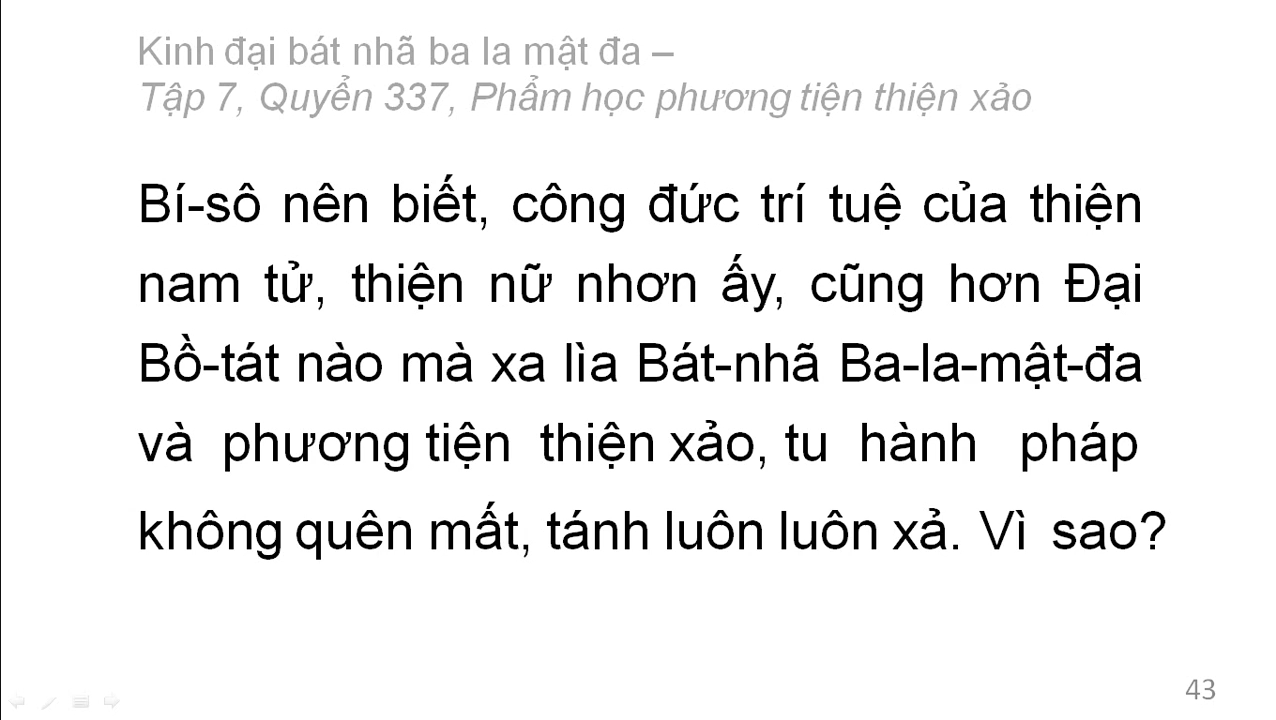 Kinh đại bát nhã ba la mật đa –
Tập 7, Quyển 337, Phẩm học phương tiện thiện xảo
Bí-sô nên biết, công đức trí tuệ của thiện
nam tử, thiện nữ nhơn ấy, cũng hơn Đại
Bồ-tát nào mà xa lìa Bát-nhã Ba-la-mật-đa
và phương tiện thiện xảo, tu hành pháp
không quên mất, tánh luôn luôn xả. Vì sao?
43